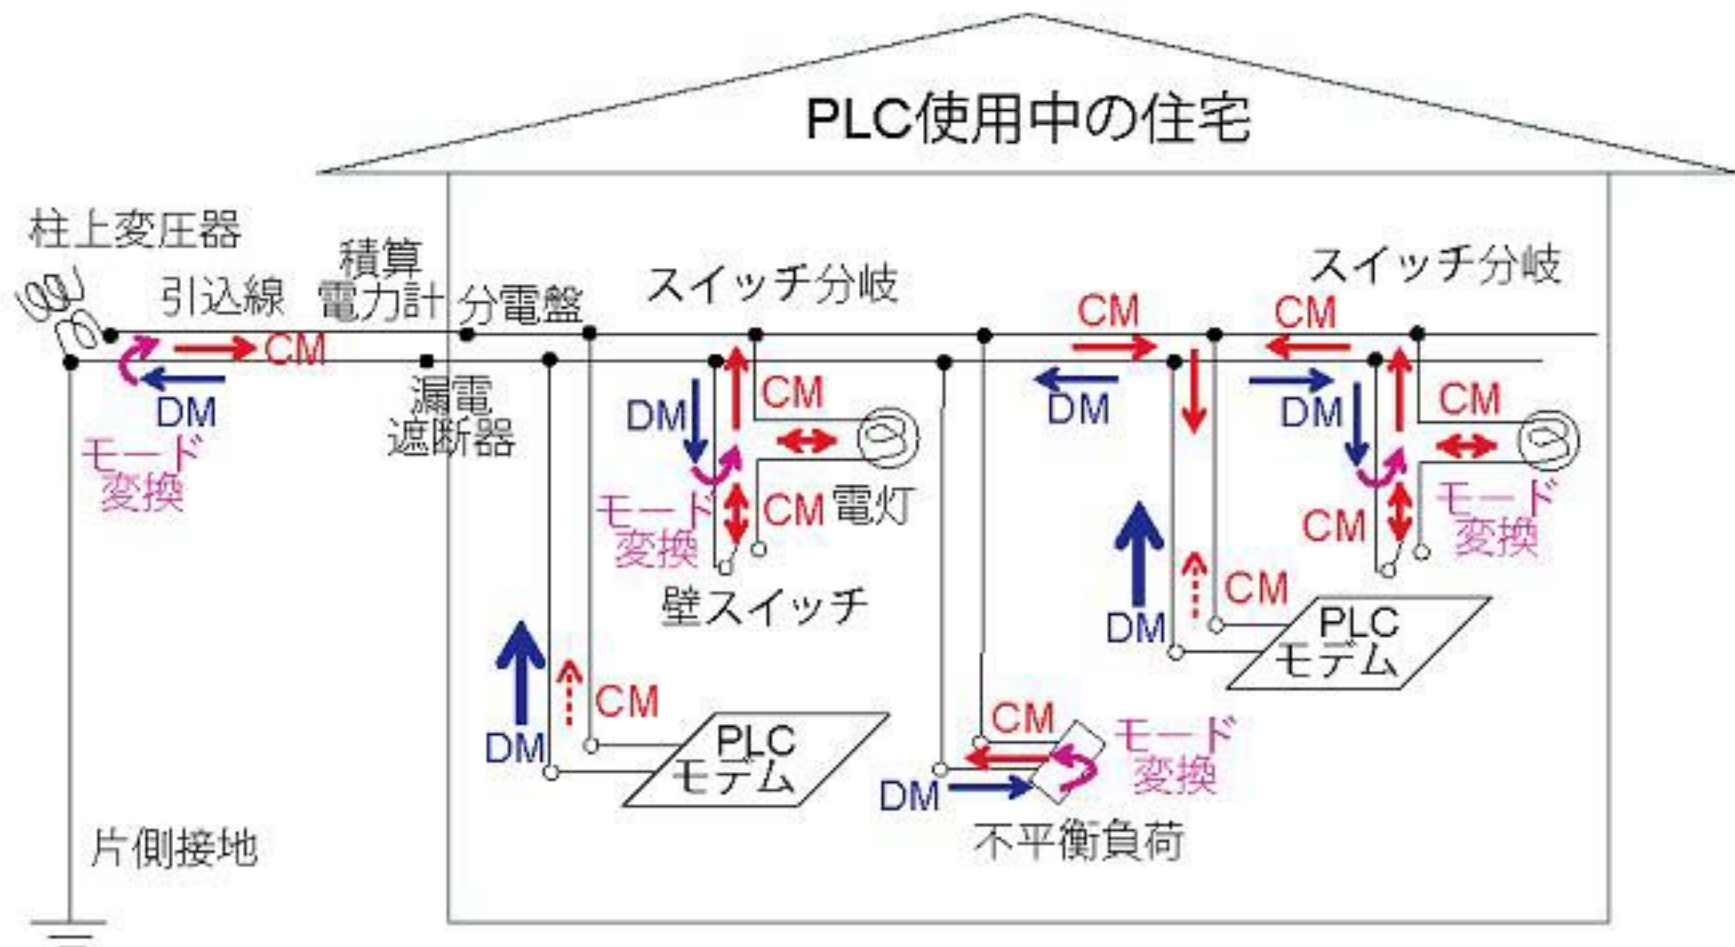 PLC使用中の住宅
柱上変圧器
引込線
積算
電力計
分電盤
スイッチ分岐
スイッチ分岐
CM
CM
CM
DM
モード
変換
漏電
遮断器
DM
CM
モード
変換
CM
電灯
壁スイッチ
DM
DM
CM
CM
モード
変換
DM
CM
PLC
モデム
DM
CM
PLC
モデム
CM
DM
モード
変換
不平衡負荷
片側接地